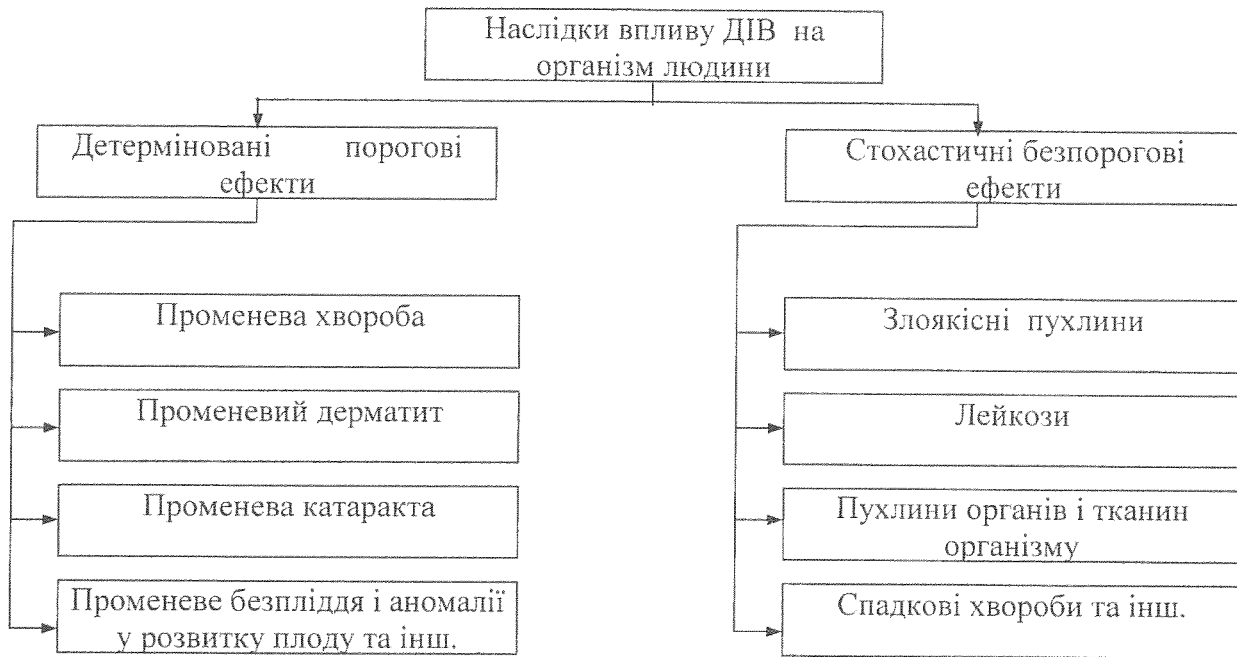 Наслідки впливу ДІВ на
організм людини
Детерміновані порогові
ефекти
Стохастичні безпорогові
ефекти
Променева хвороба
Променевий дерматит
Променева катаракта
Променеве безпліддя і аномалії
у розвитку плоду та інш.
Злоякісні пухлини
Лейкози
Пухлини органів і тканин
організму
Спадкові хвороби та інш.